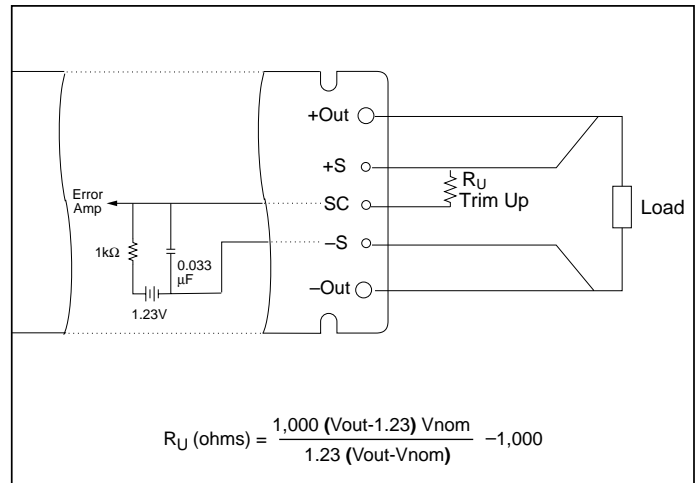 +Out
+S
RU
Trim Up
Error
Amp
SC
Load
1kΩ
0.033
µF
–S
–Out
1.23V
RU (ohms) = 1,000 (Vout-1.23) Vnom / 1.23 (Vout-Vnom) –1,000